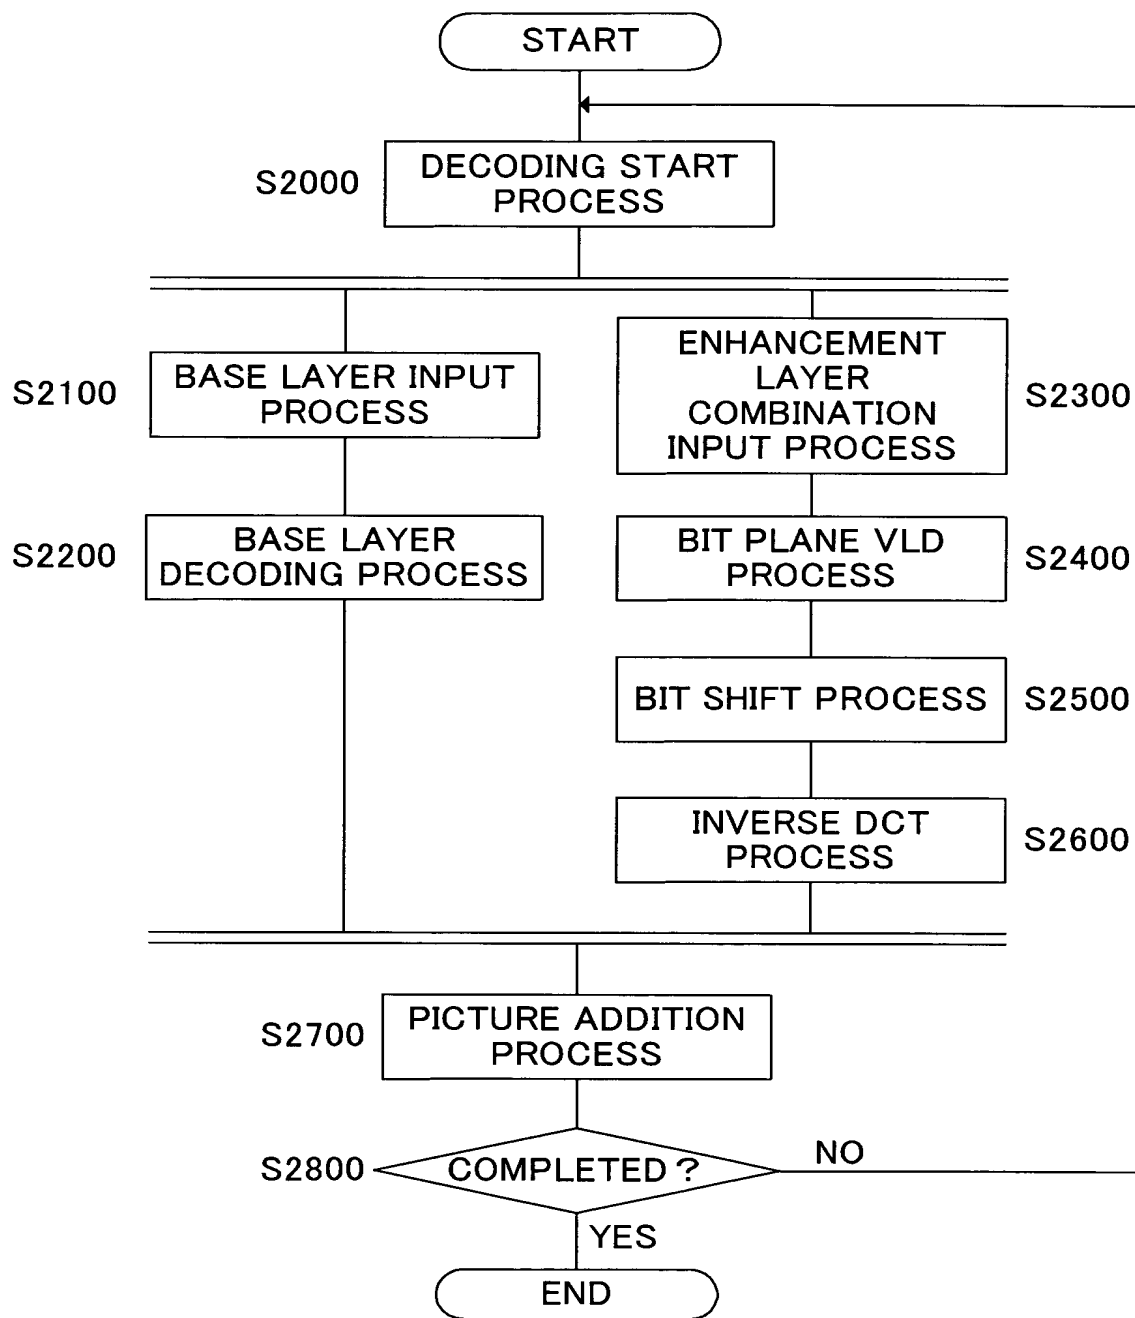 START
S2000
DECODING START
PROCESS
S2100
BASE LAYER INPUT
PROCESS
S2200
BASE LAYER
DECODING PROCESS
ENHANCEMENT
LAYER
COMBINATION
INPUT PROCESS
S2300
BIT PLANE VLD
PROCESS
S2400
BIT SHIFT PROCESS
S2500
INVERSE DCT
PROCESS
S2600
S2700
PICTURE ADDITION
PROCESS
S2800
COMPLETED ?
NO
YES
END